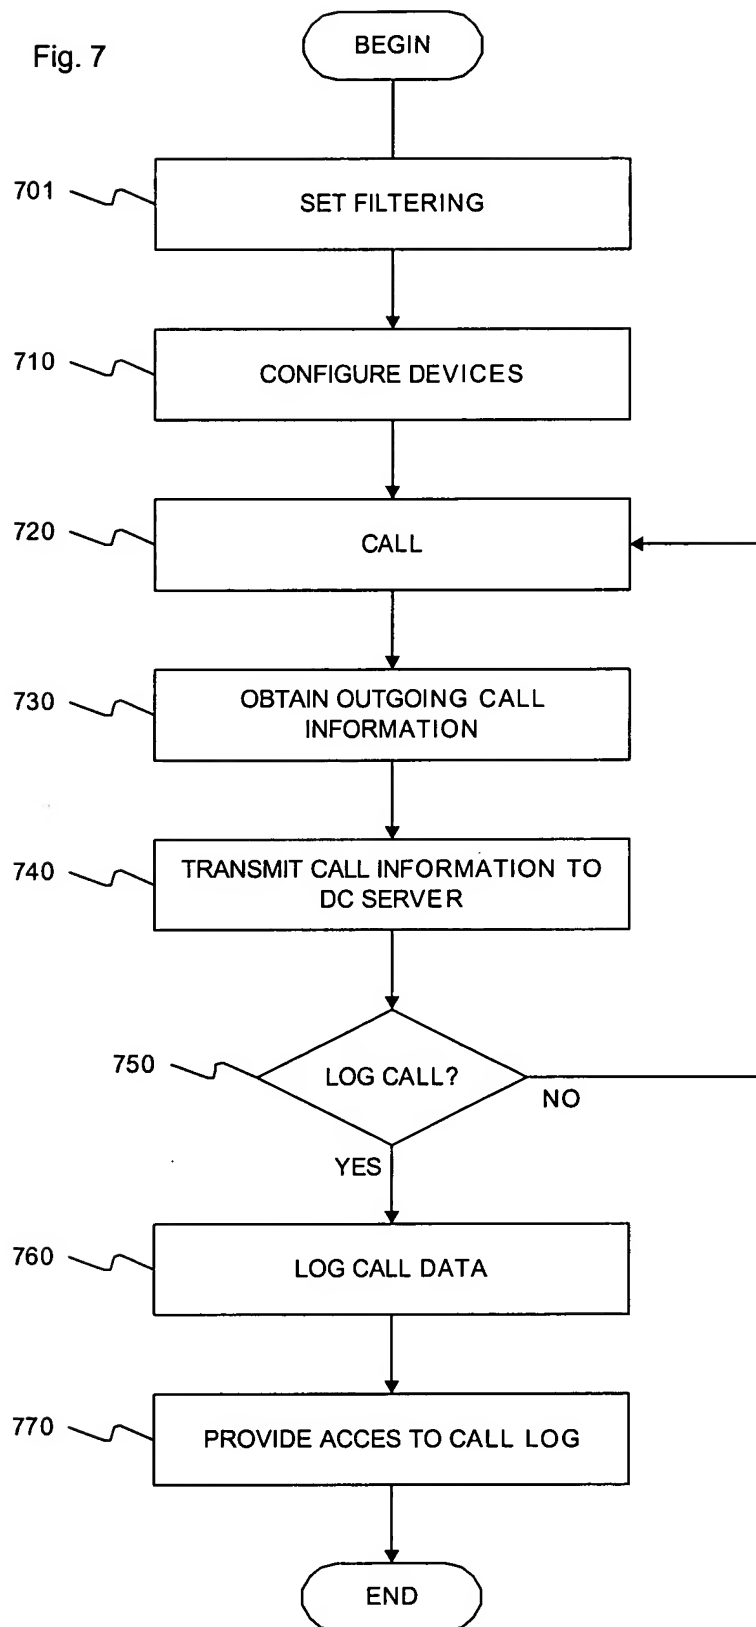 Fig. 7
BEGIN
701
SET FILTERING
710
CONFIGURE DEVICES
720
CALL
730
OBTAIN OUTGOING CALL
INFORMATION
740
TRANSMIT CALL INFORMATION TO
DC SERVER
750
LOG CALL?
NO
YES
760
LOG CALL DATA
770
PROVIDE ACCES TO CALL LOG
END